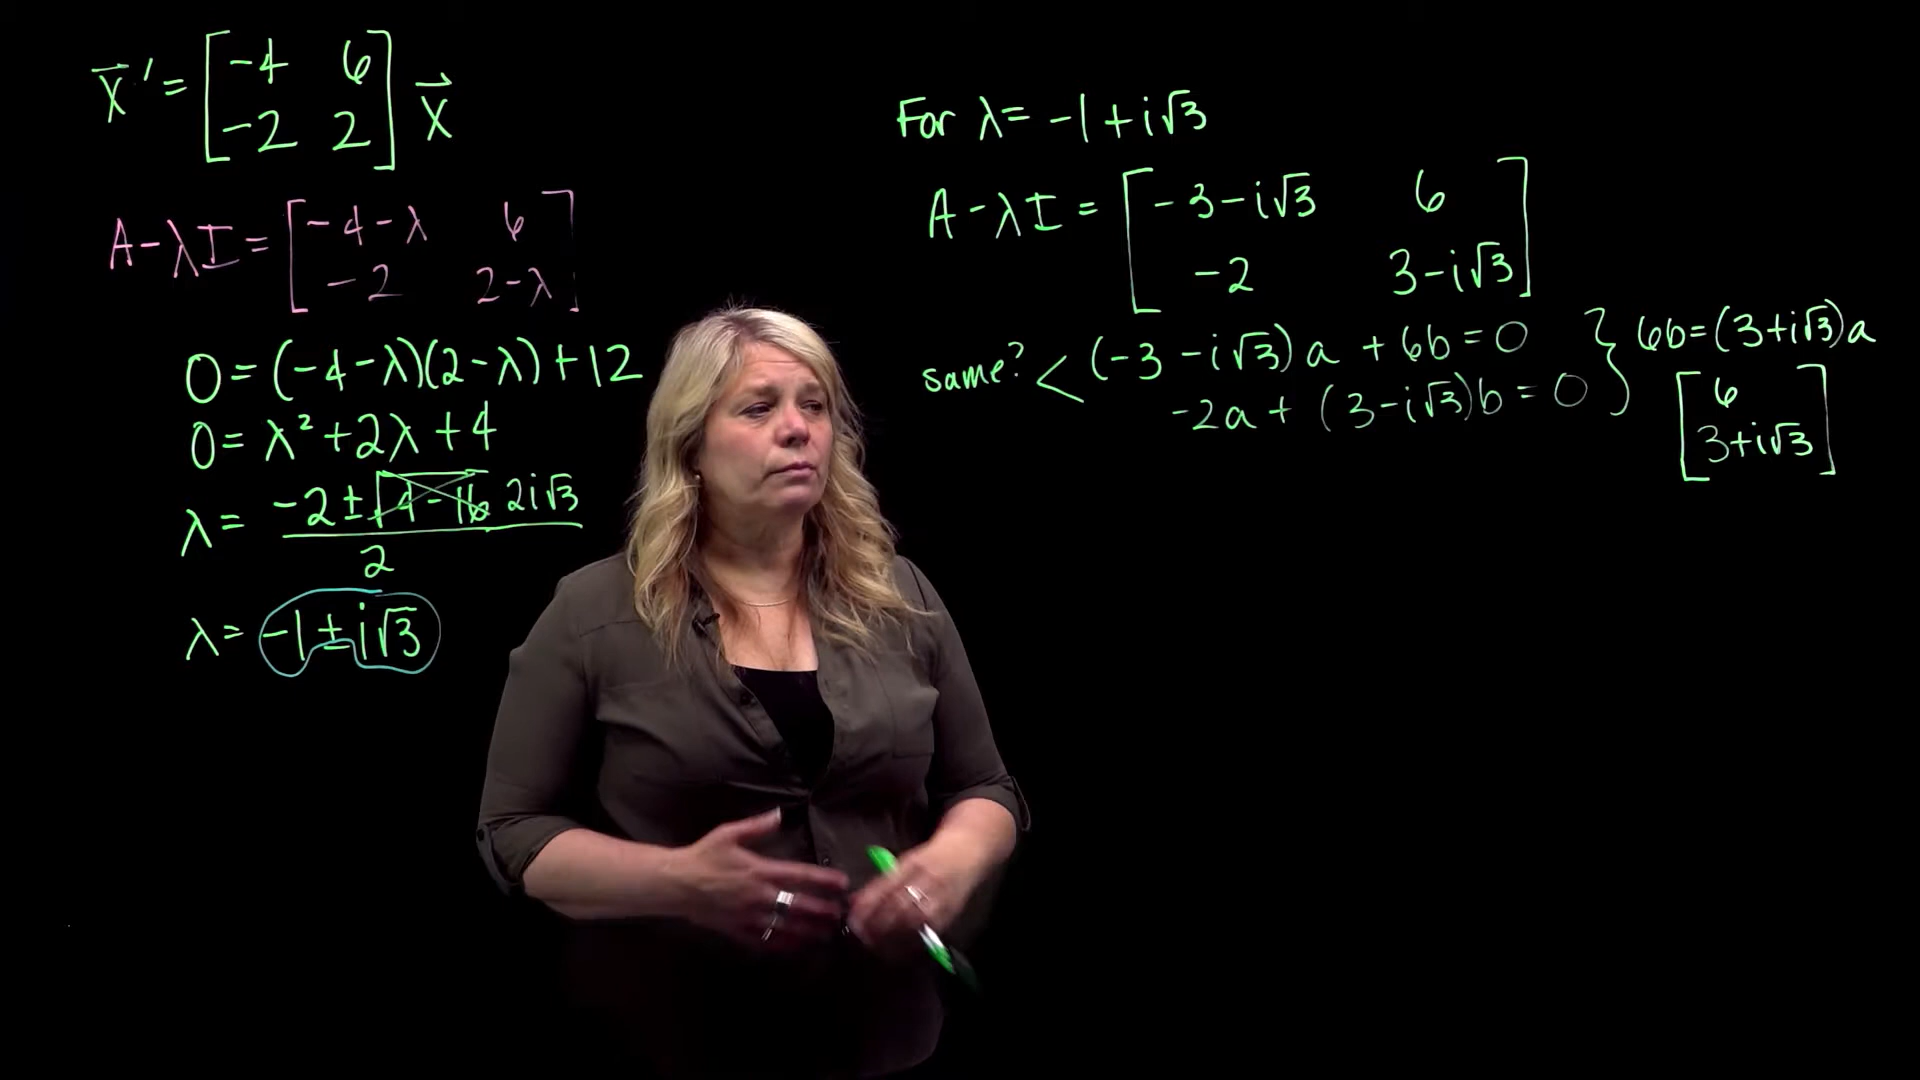 X⃗' = [-4 6
-2 2] X⃗
A-λI = [-4-λ 6
-2 2-λ]
0 = (-4-λ)(2-λ)+12
0 = λ²+2λ+4
λ = -2±√4-16 2i√3
2
λ = -1±i√3
For λ = -1+i√3
A-λI = [-3-i√3 6
-2 3-i√3]
same? < (-3-i√3)a + 6b = 0 } 6b=(3+i√3)a
-2a + (3-i√3)b = 0
[6
3+i√3]